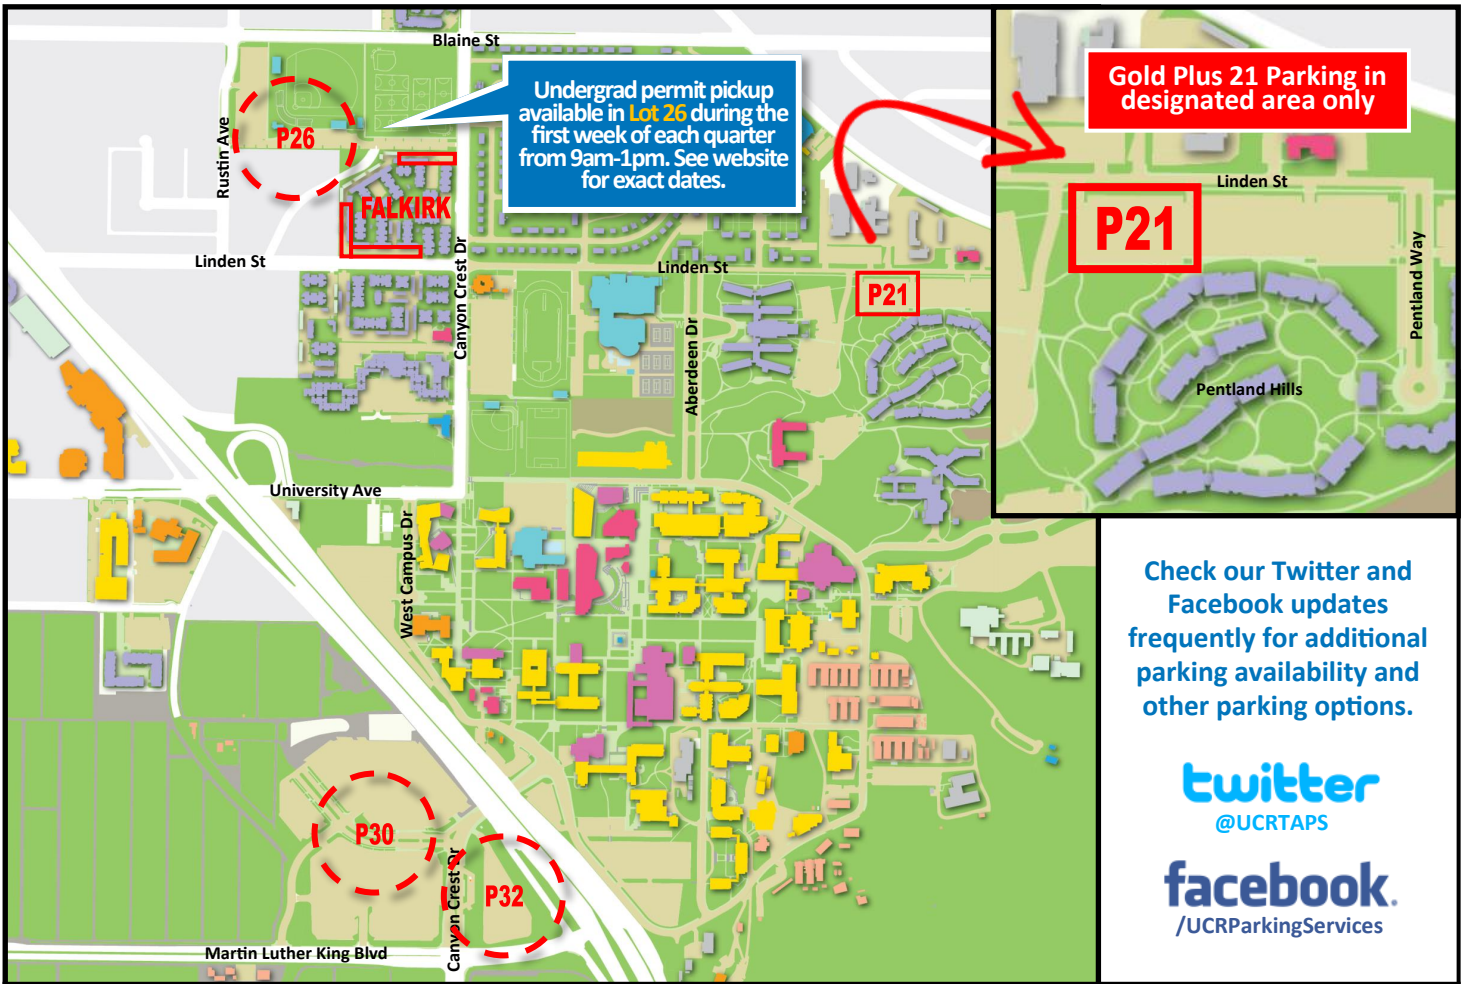 Blaine St
Undergrad permit pickup
available in Lot 26 during the
first week of each quarter
from 9am-1pm. See website
for exact dates.
P26
Rustin Ave
FALKIRK
Linden St
Canyon Crest Dr
Linden St
P21
Aberdeen Dr
University Ave
West Campus Dr
P30
P32
Canyon Crest Dr
Martin Luther King Blvd
Gold Plus 21 Parking in
designated area only
Linden St
P21
Pentland Way
Pentland Hills
Check our Twitter and
Facebook updates
frequently for additional
parking availability and
other parking options.
twitter
@UCRTAPS
facebook.
/UCRParkingServices